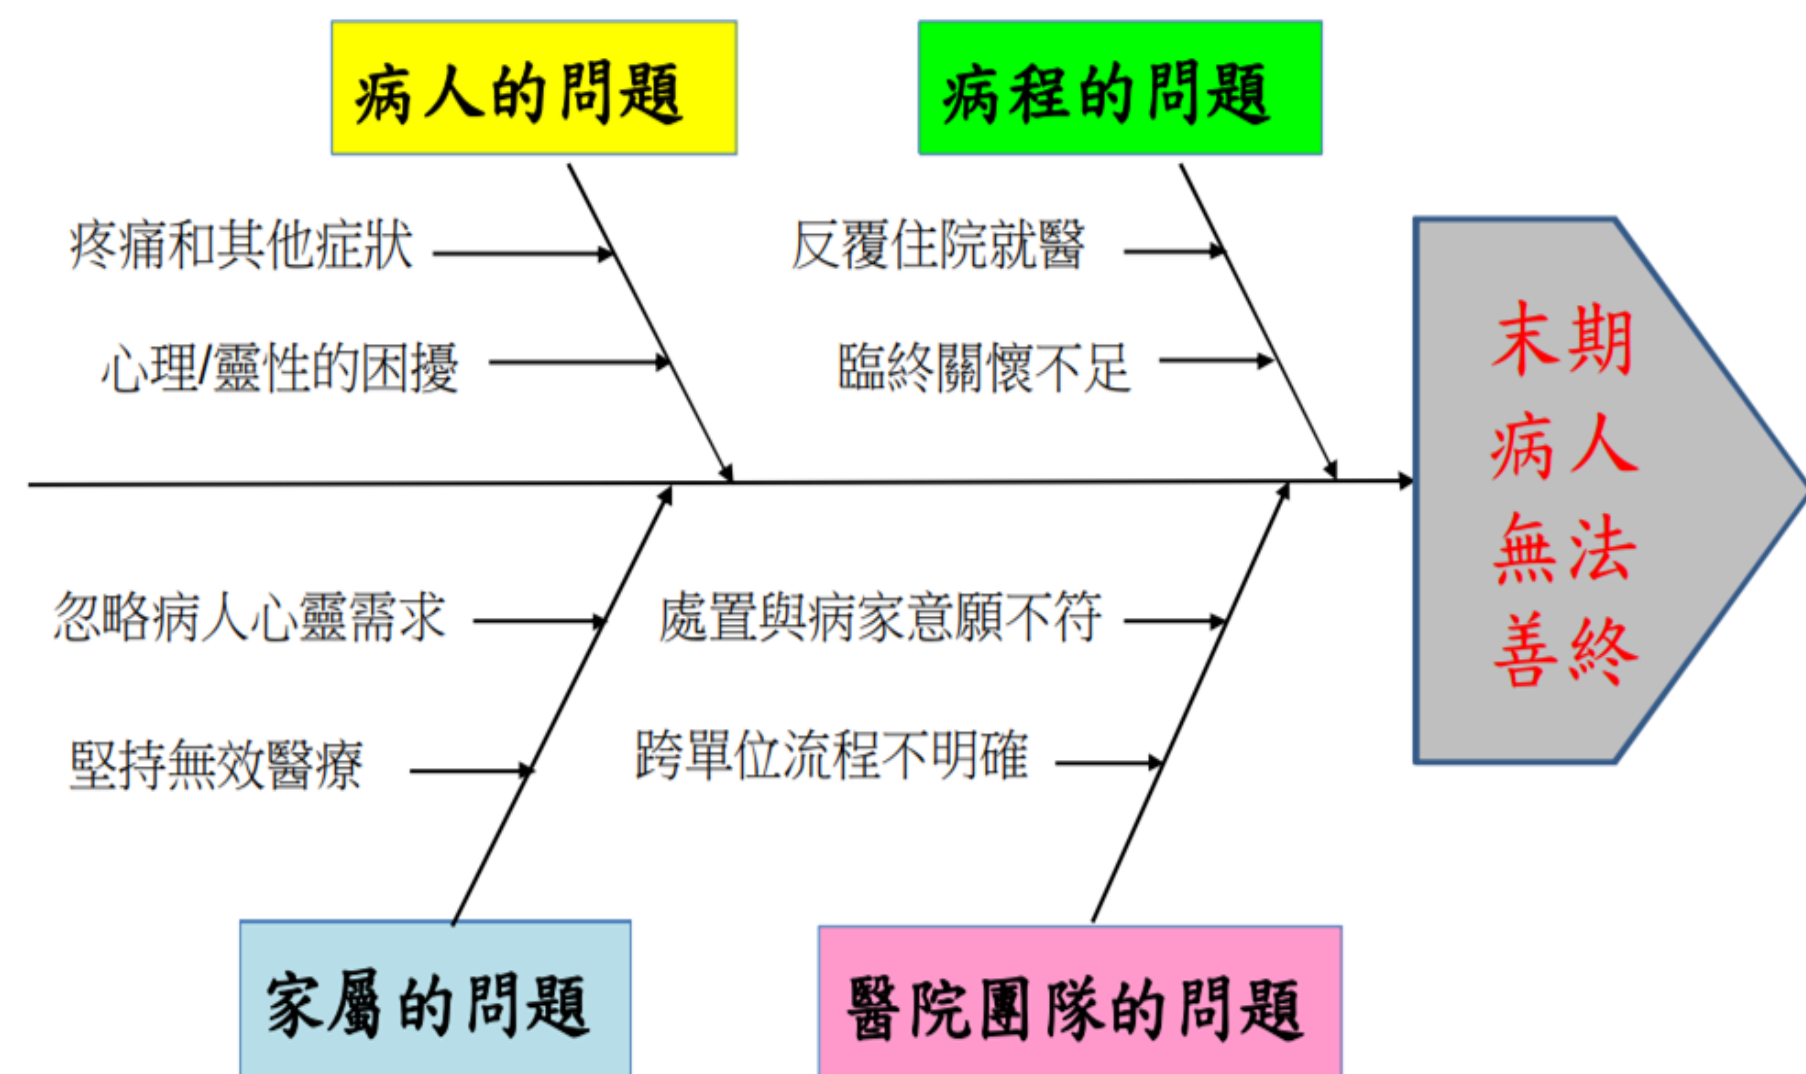 病人的問題
病程的問題
疼痛和其他症狀
反覆住院就醫
心理/靈性的困擾
臨終關懷不足
末期
病人
無法
善終
忽略病人心靈需求
處置與病家意願不符
堅持無效醫療
跨單位流程不明確
家屬的問題
醫院團隊的問題